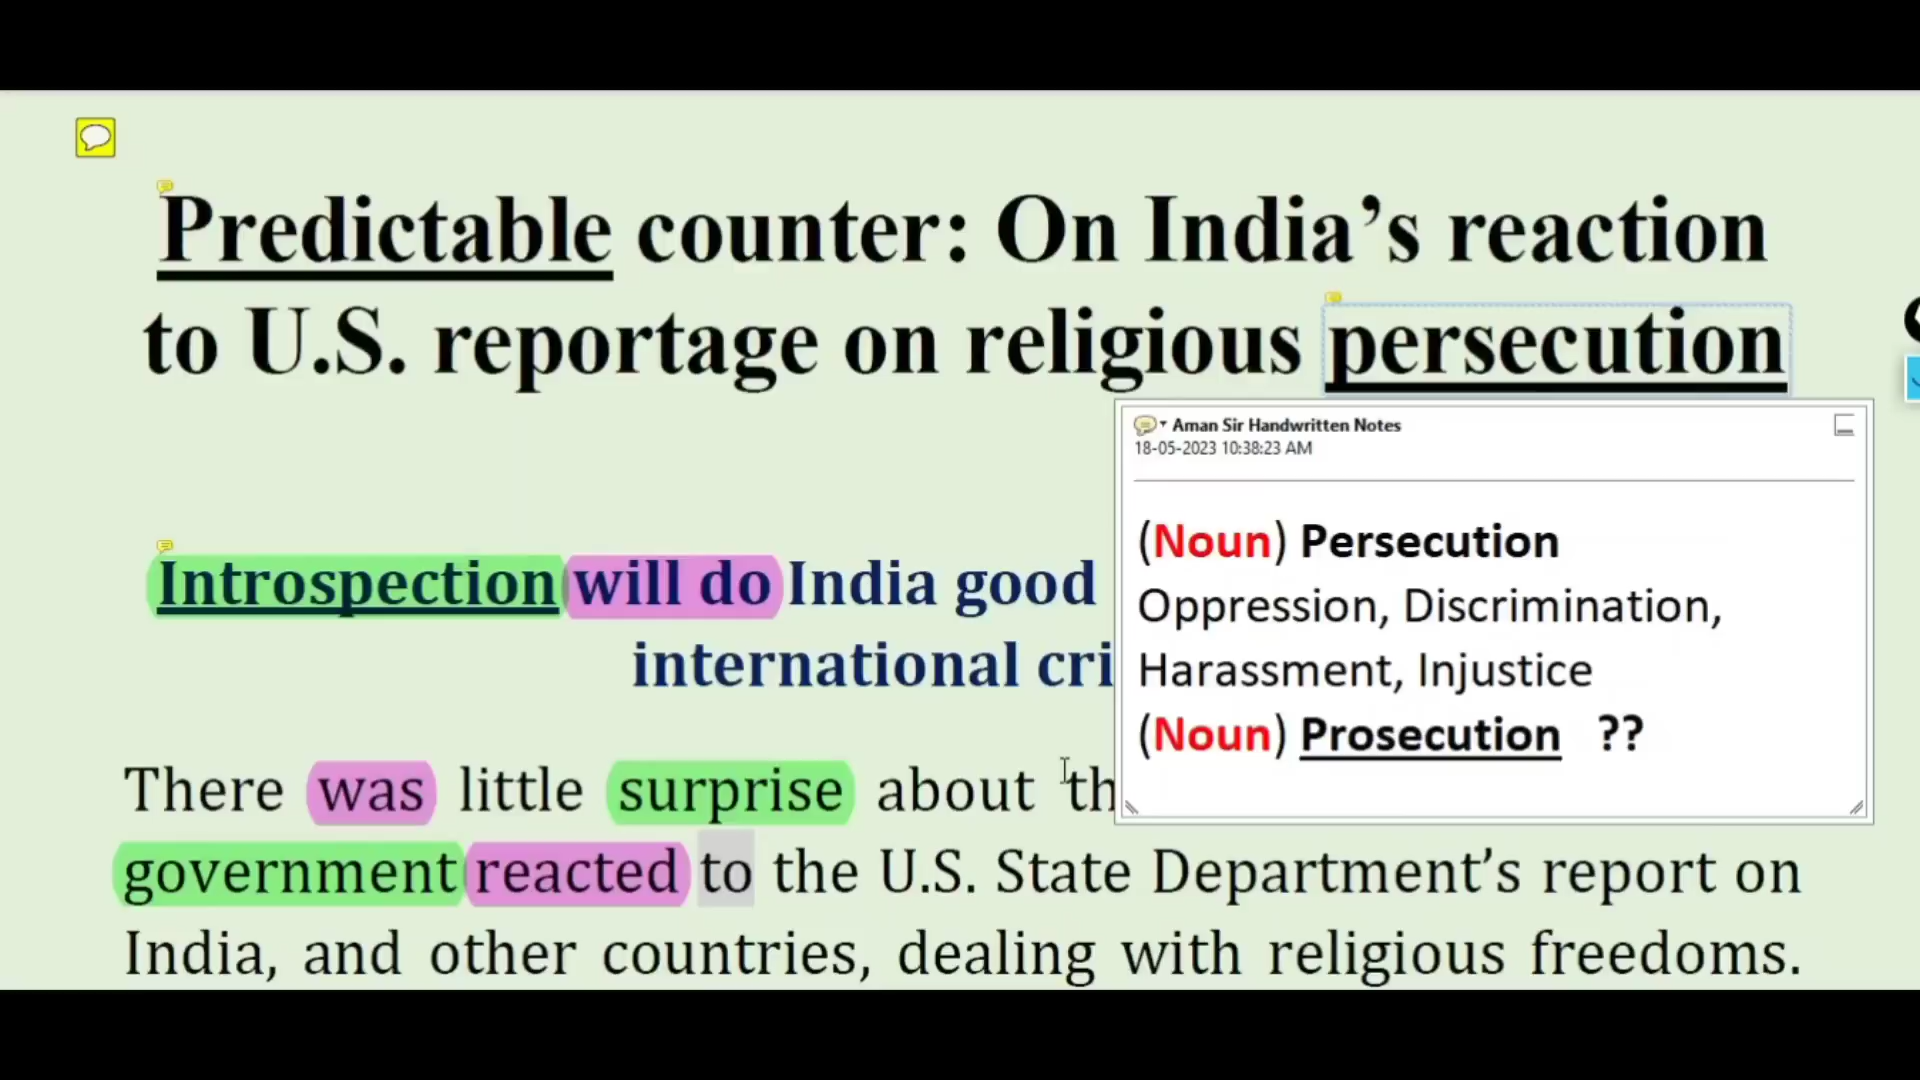 Predictable counter: On India’s reaction
to U.S. reportage on religious persecution
Aman Sir Handwritten Notes
18-05-2023 10:38:23 AM
(Noun) Persecution
Oppression, Discrimination,
Harassment, Injustice
(Noun) Prosecution ??
Introspection will do India good
international cri
There was little surprise about th
government reacted to the U.S. State Department’s report on
India, and other countries, dealing with religious freedoms.